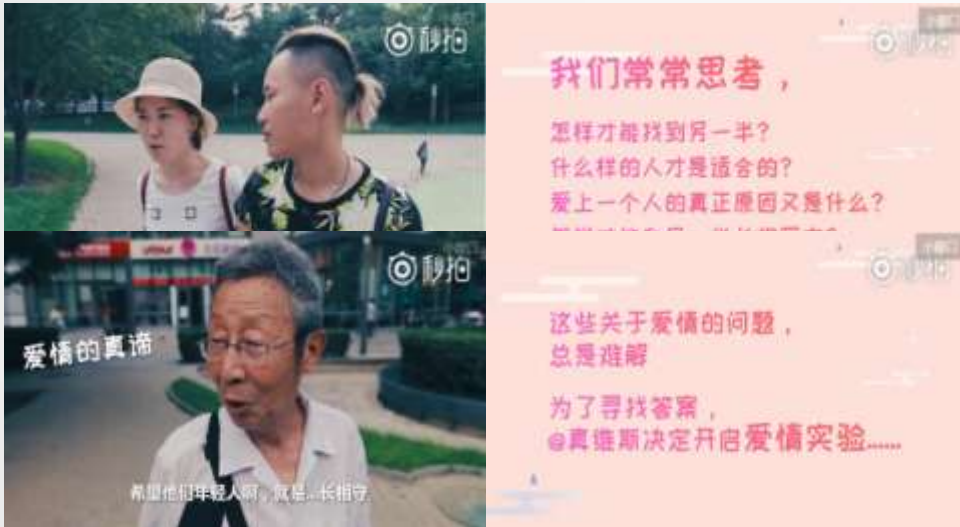 秒拍
我们常常思考，
怎样才能找到另一半？
什么样的人才是适合的？
爱上一个人的真正原因又是什么？
秒拍
爱情的真谛
希望他们年轻人啊，就是...长相守
这些关于爱情的问题，
总是难解
为了寻找答案，
@真维斯决定开启爱情实验......